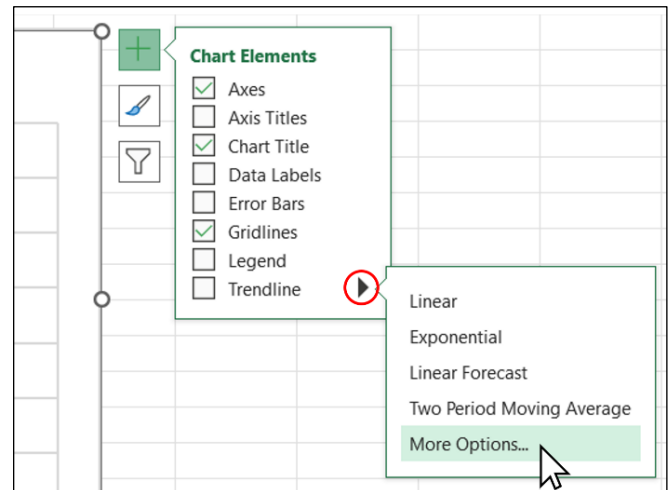 Chart Elements
Axes
Axis Titles
Chart Title
Data Labels
Error Bars
Gridlines
Legend
Trendline
Linear
Exponential
Linear Forecast
Two Period Moving Average
More Options...